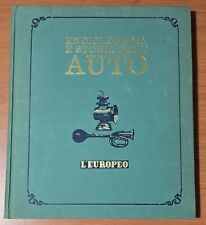 ENCICLOPEDIA
E STORIA DELL'
AUTO
L'EUROPEO